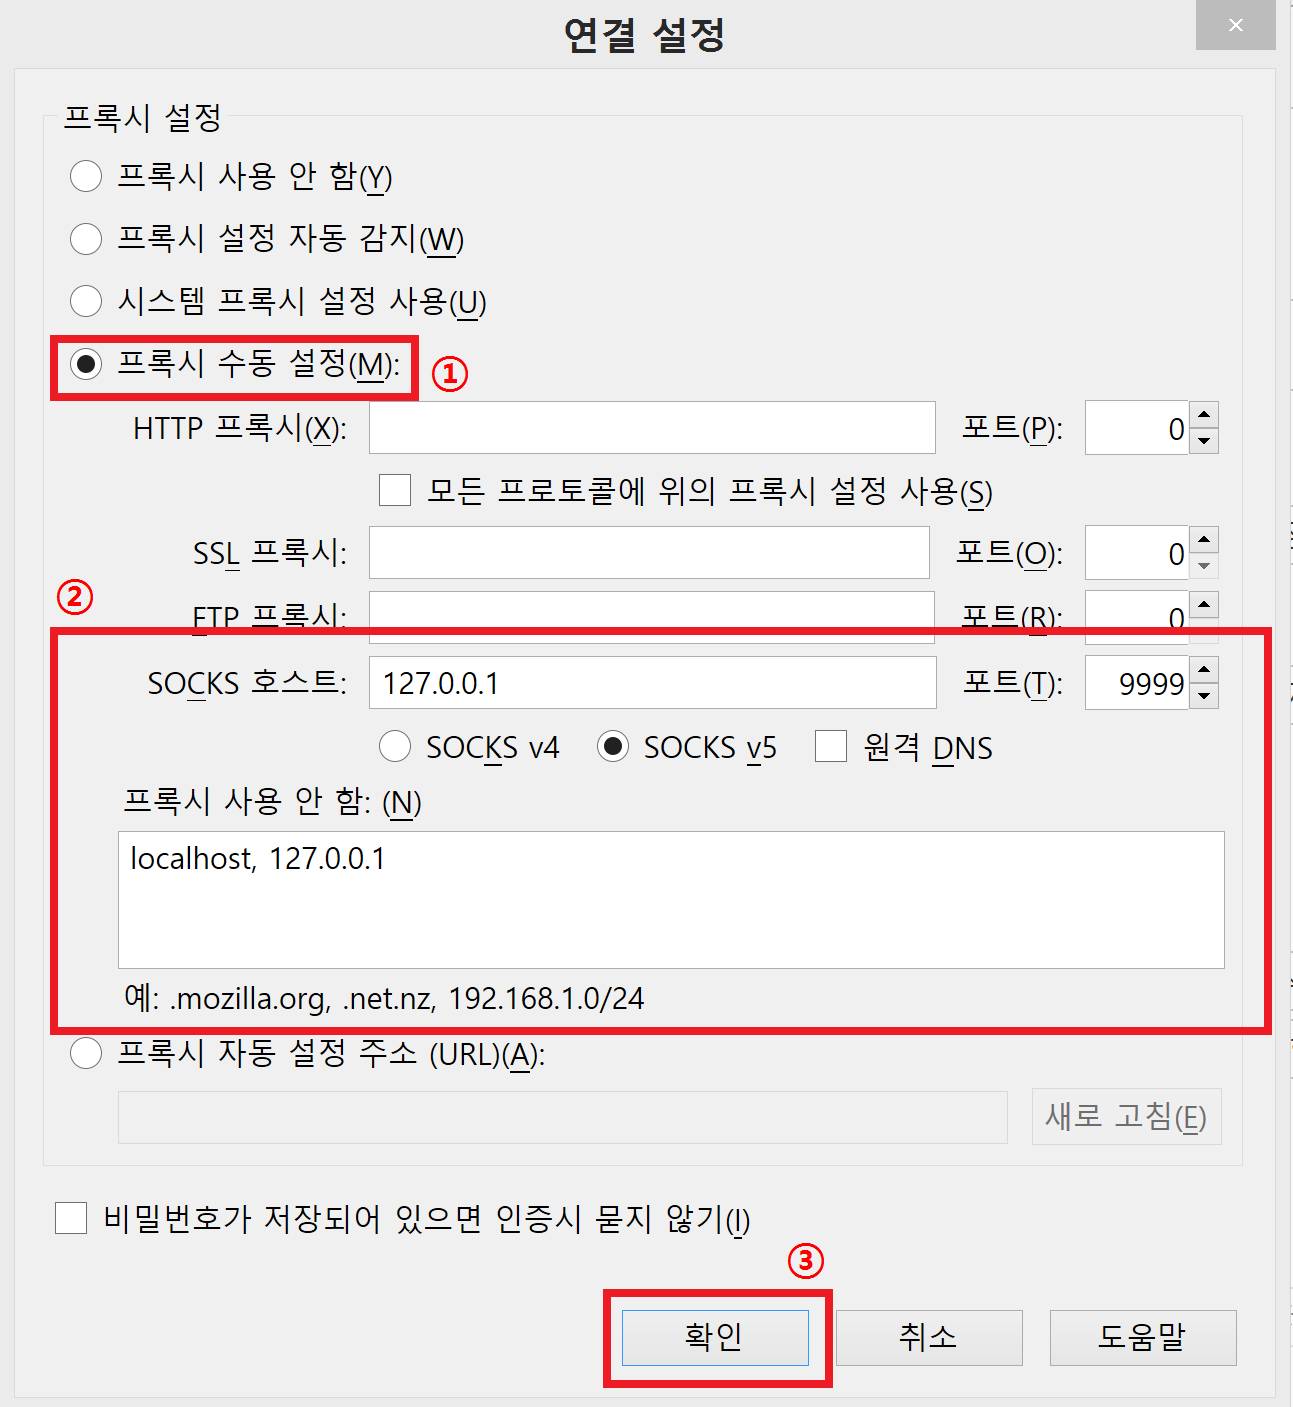 연결 설정
×
프록시 설정
프록시 사용 안 함(Y)
프록시 설정 자동 감지(W)
시스템 프록시 설정 사용(U)
프록시 수동 설정(M): ①
HTTP 프록시(X): 포트(P): 0
모든 프로토콜에 위의 프록시 설정 사용(S)
SSL 프록시: 포트(O): 0
②
FTP 프록시: 포트(R): 0
SOCKS 호스트: 127.0.0.1 포트(T): 9999
SOCKS v4 SOCKS v5 원격 DNS
프록시 사용 안 함: (N)
localhost, 127.0.0.1
예: .mozilla.org, .net.nz, 192.168.1.0/24
프록시 자동 설정 주소 (URL)(A):
새로 고침(E)
비밀번호가 저장되어 있으면 인증시 묻지 않기(I)
③
확인 취소 도움말